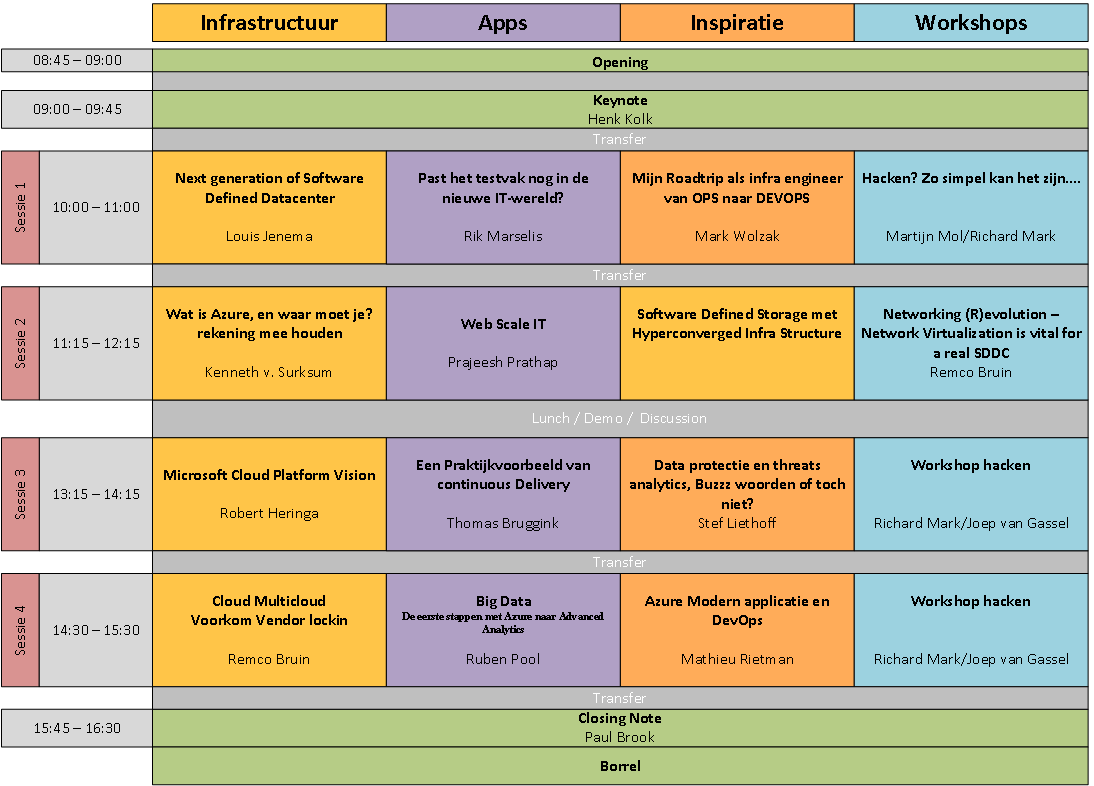 Infrastructuur
Apps
Inspiratie
Workshops
08:45 – 09:00
Opening
09:00 – 09:45
Keynote
Henk Kolk
Transfer
Sessie 1
10:00 – 11:00
Next generation of Software
Defined Datacenter
Louis Jenema
Past het testvak nog in de
nieuwe IT-wereld?
Rik Marselis
Mijn Roadtrip als infra engineer
van OPS naar DEVOPS
Mark Wolzak
Hacken? Zo simpel kan het zijn....
Martijn Mol/Richard Mark
Transfer
Sessie 2
11:15 – 12:15
Wat is Azure, en waar moet je?
rekening mee houden
Kenneth v. Surksum
Web Scale IT
Prajeesh Prathap
Software Defined Storage met
Hyperconverged Infra Structure
Networking (R)evolution –
Network Virtualization is vital for
a real SDDC
Remco Bruin
Lunch / Demo / Discussion
Sessie 3
13:15 – 14:15
Microsoft Cloud Platform Vision
Robert Heringa
Een Praktijkvoorbeeld van
continuous Delivery
Thomas Bruggink
Data protectie en threats
analytics, Buzzz woorden of toch
niet?
Stef Liethoff
Workshop hacken
Richard Mark/Joep van Gassel
Transfer
Sessie 4
14:30 – 15:30
Cloud Multicloud
Voorkom Vendor lockin
Remco Bruin
Big Data
De eerste stappen met Azure naar Advanced
Analytics
Ruben Pool
Azure Modern applicatie en
DevOps
Mathieu Rietman
Workshop hacken
Richard Mark/Joep van Gassel
Transfer
15:45 – 16:30
Closing Note
Paul Brook
Borrel